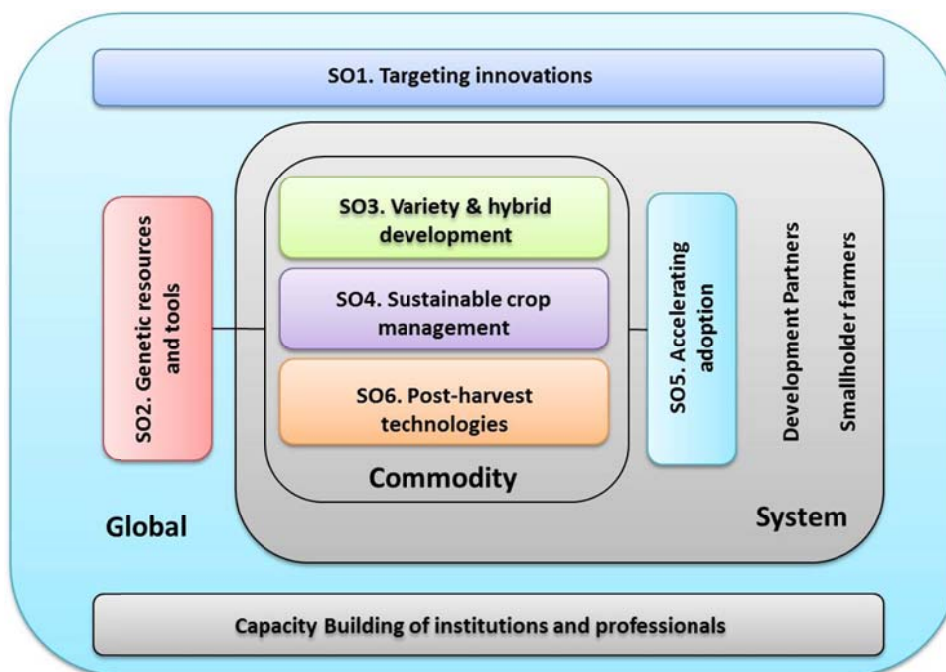 SO1. Targeting innovations
SO2. Genetic resources
and tools
SO3. Variety & hybrid
development
SO4. Sustainable crop
management
SO6. Post-harvest
technologies
Commodity
SO5. Accelerating
adoption
Development Partners
Smallholder farmers
Global
System
Capacity Building of institutions and professionals